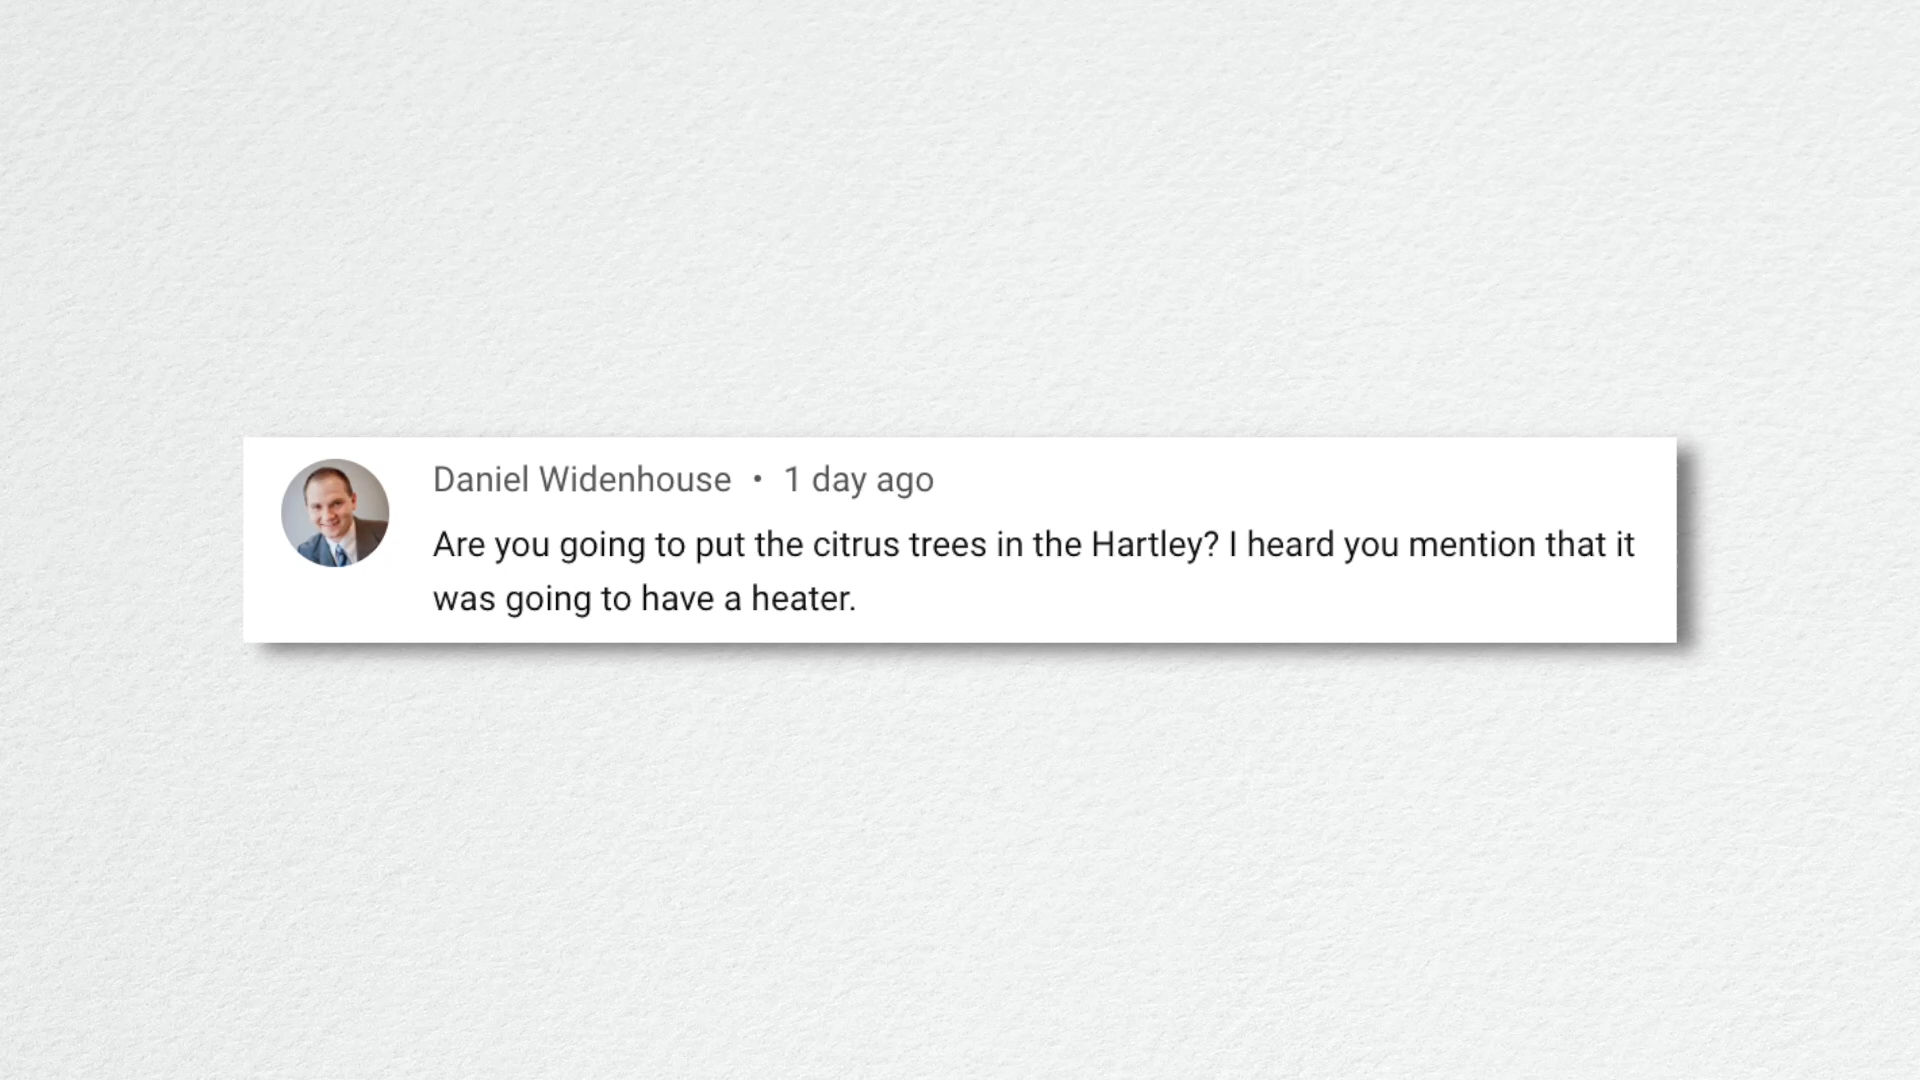 Daniel Widenhouse • 1 day ago
Are you going to put the citrus trees in the Hartley? I heard you mention that it
was going to have a heater.